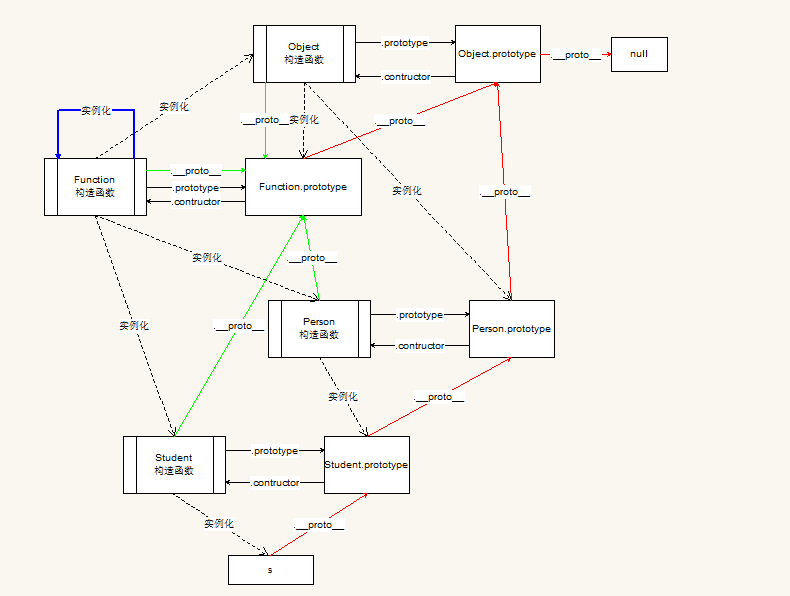 Object
构造函数
.prototype
Object.prototype
.__proto__
null
.contructor
实例化
实例化
.__proto__
实例化
.__proto__
Function
构造函数
.__proto__
.prototype
.contructor
Function.prototype
实例化
.__proto__
实例化
.__proto__
实例化
.__proto__
Person
构造函数
.prototype
.contructor
Person.prototype
实例化
.__proto__
Student
构造函数
.prototype
.contructor
Student.prototype
实例化
.__proto__
s